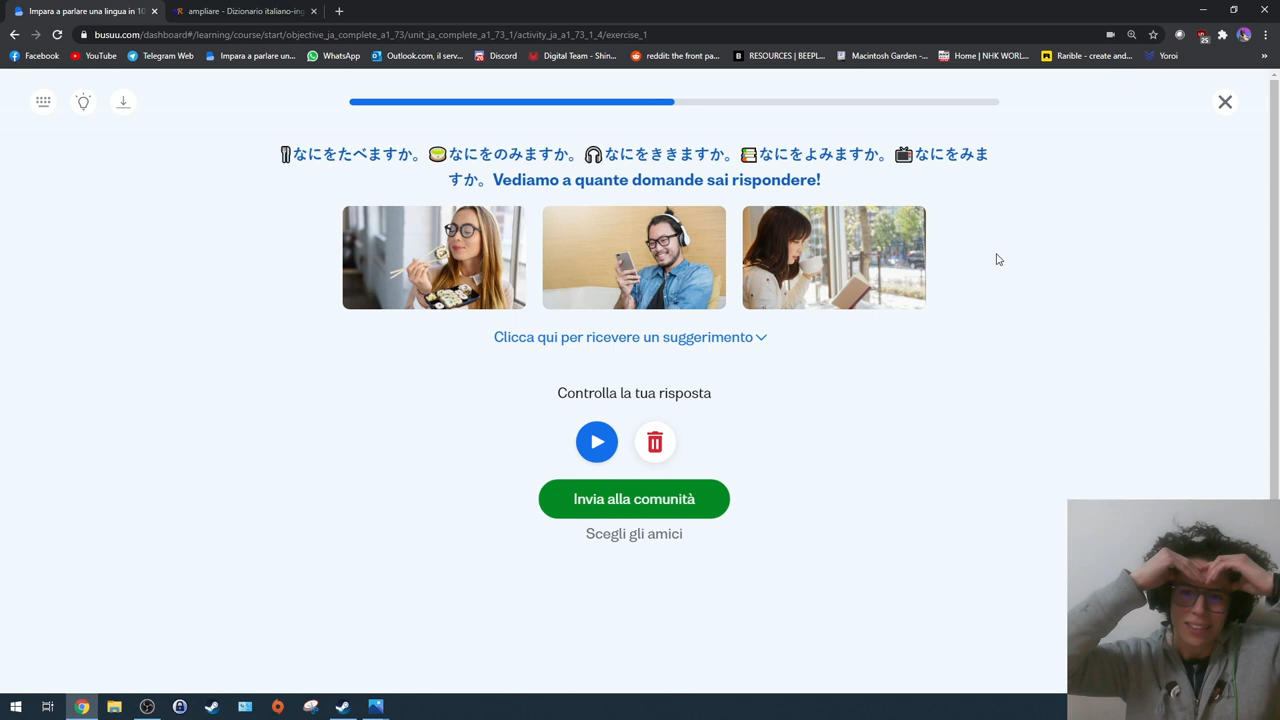 Impara a parlare una lingua in 10
ampliare - Dizionario italiano-ing
busuu.com/dashboard#/learning/course/start/objective_ja_complete_a1_73/unit_ja_complete_a1_73_1/activity_ja_a1_73_1_4/exercise_1
25
Facebook YouTube Telegram Web Impara a parlare un... WhatsApp Outlook.com, il serv... Discord Digital Team - Shin... reddit: the front pa... RESOURCES | BEEPL... Macintosh Garden -... Home | NHK WORL... Rarible - create and... Yoroi »
なにをたべますか。なにをのみますか。なにをききますか。なにをよみますか。なにをみま
すか。Vediamo a quante domande sai rispondere!
Clicca qui per ricevere un suggerimento
Controlla la tua risposta
Invia alla comunità
Scegli gli amici